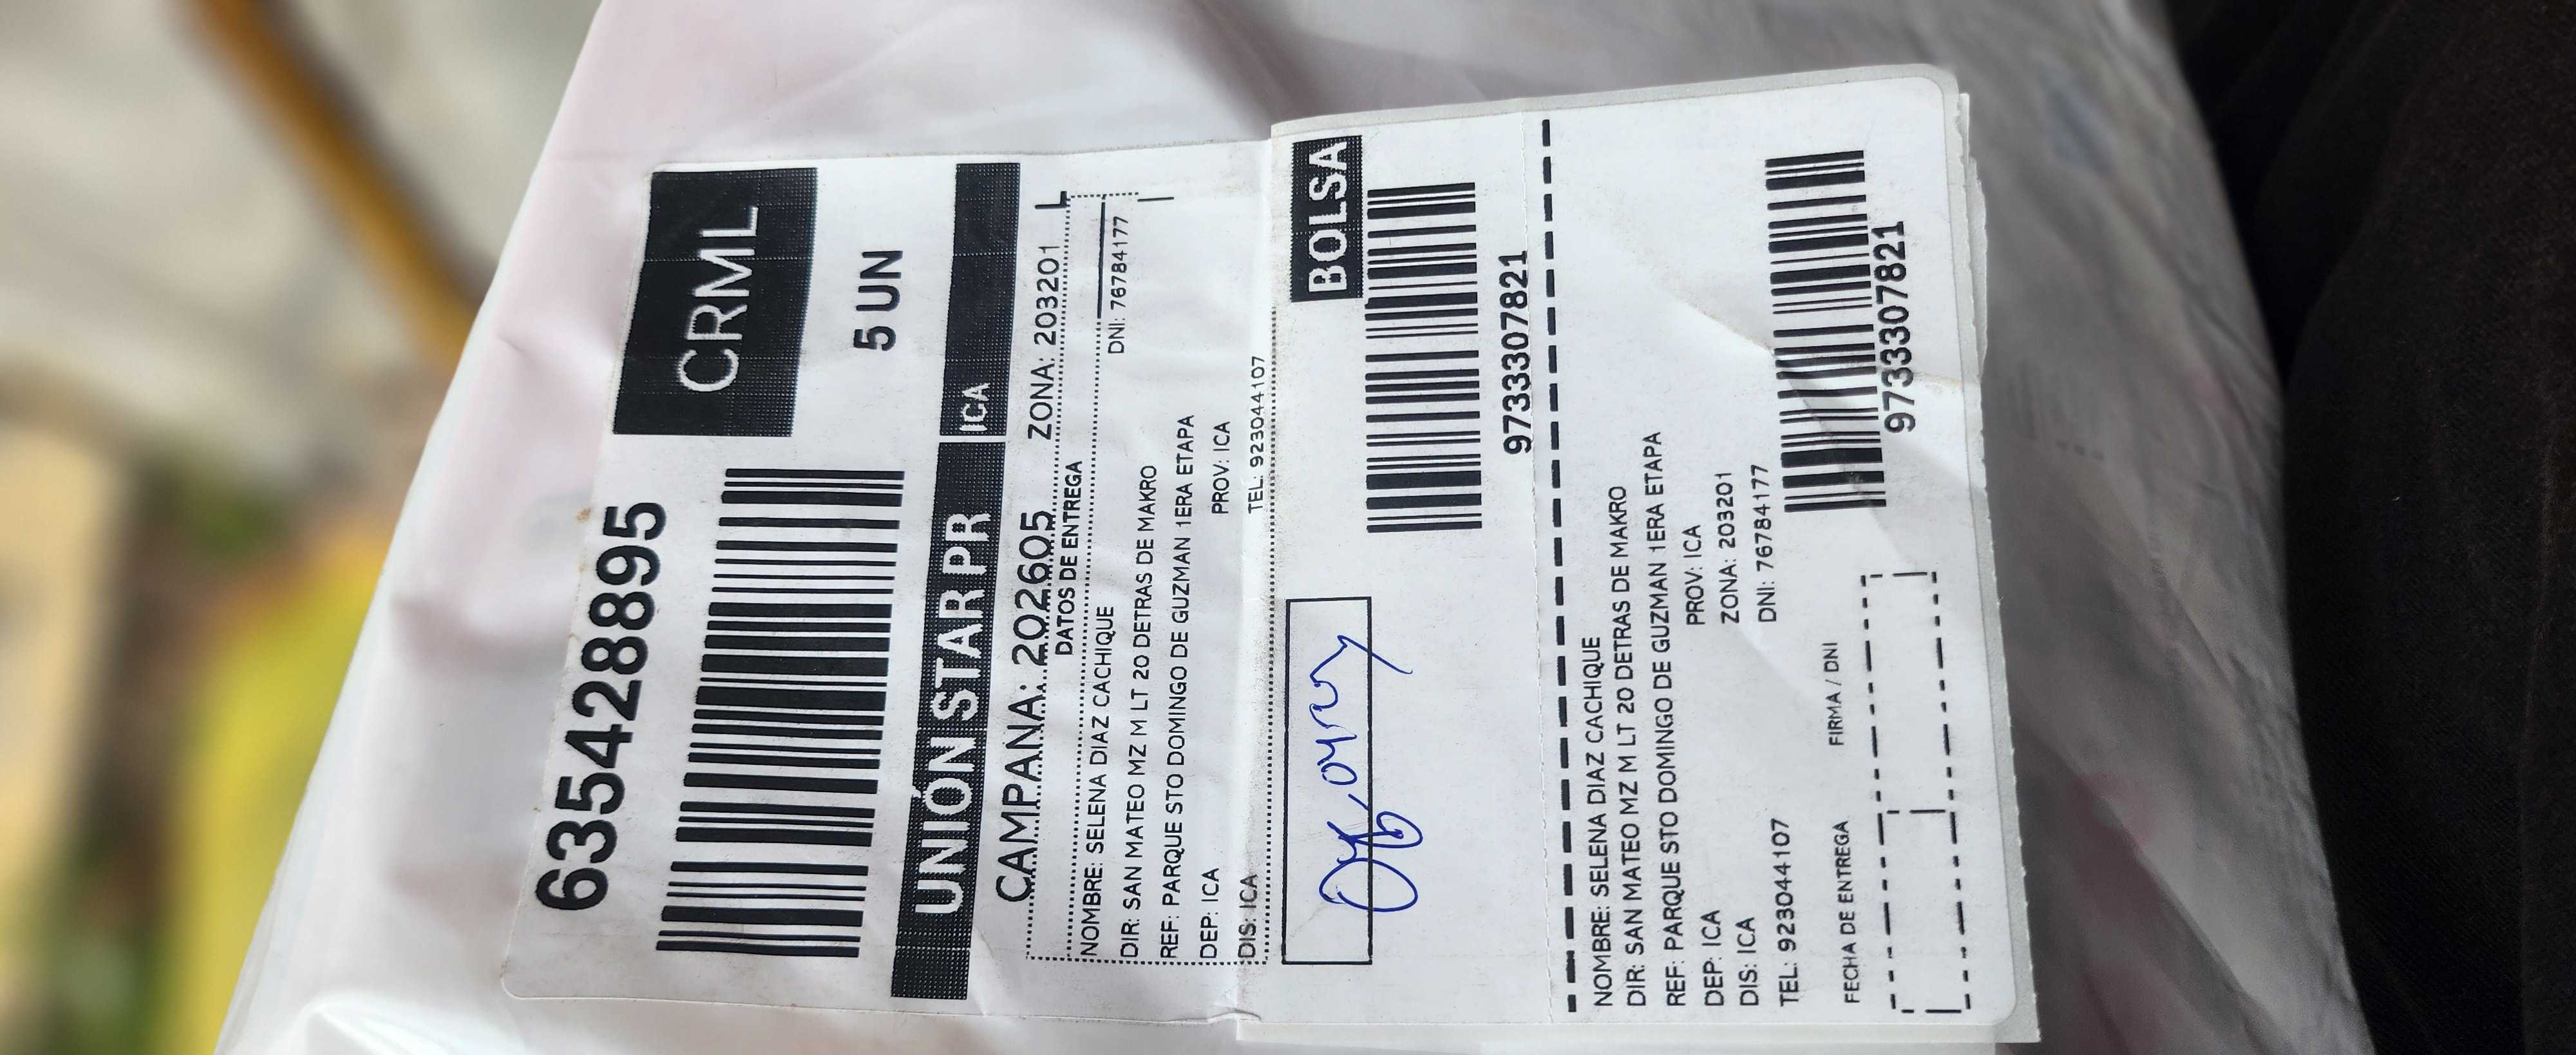 635428895
CRML
5 UN
UNIÓN STAR PR ICA
CAMPANA: 202605 ZONA: 203201 L
DATOS DE ENTREGA
NOMBRE: SELENA DIAZ CACHIQUE DNI: 76784177
DIR: SAN MATEO MZ M LT 20 DETRAS DE MAKRO
REF: PARQUE STO DOMINGO DE GUZMAN 1ERA ETAPA
DEP: ICA PROV: ICA
DIS: ICA TEL: 923044107
BOLSA
9733307821
NOMBRE: SELENA DIAZ CACHIQUE
DIR: SAN MATEO MZ M LT 20 DETRAS DE MAKRO
REF: PARQUE STO DOMINGO DE GUZMAN 1ERA ETAPA
DEP: ICA PROV: ICA
DIS: ICA ZONA: 203201
TEL: 923044107 DNI: 76784177
FECHA DE ENTREGA FIRMA / DNI
9733307821